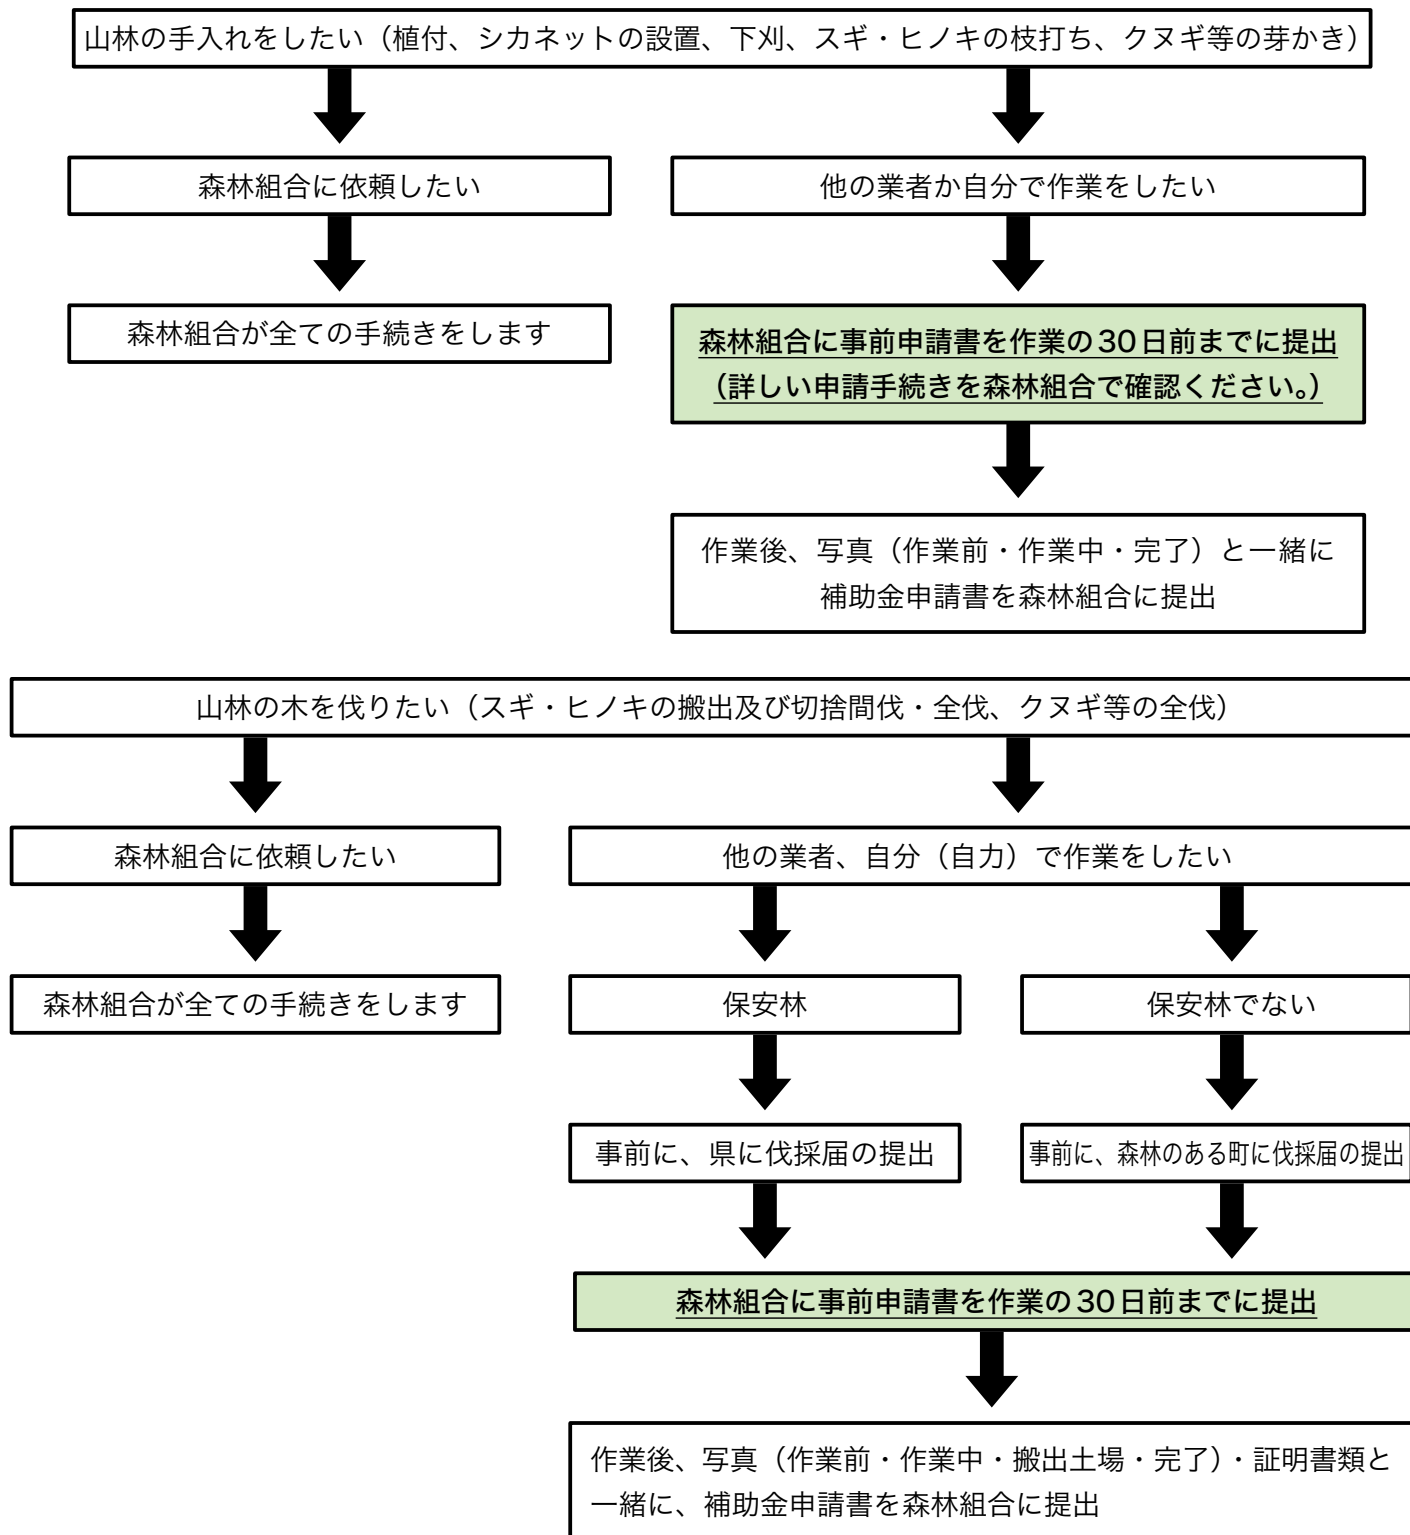 山林の手入れをしたい（植付、シカネットの設置、下刈、スギ・ヒノキの枝打ち、クヌギ等の芽かき）
森林組合に依頼したい
他の業者か自分で作業をしたい
森林組合が全ての手続きをします
森林組合に事前申請書を作業の30日前までに提出
（詳しい申請手続きを森林組合で確認ください。）
作業後、写真（作業前・作業中・完了）と一緒に
補助金申請書を森林組合に提出
山林の木を伐りたい（スギ・ヒノキの搬出及び切捨間伐・全伐、クヌギ等の全伐）
森林組合に依頼したい
他の業者、自分（自力）で作業をしたい
森林組合が全ての手続きをします
保安林
保安林でない
事前に、県に伐採届の提出
事前に、森林のある町に伐採届の提出
森林組合に事前申請書を作業の30日前までに提出
作業後、写真（作業前・作業中・搬出土場・完了）・証明書類と
一緒に、補助金申請書を森林組合に提出